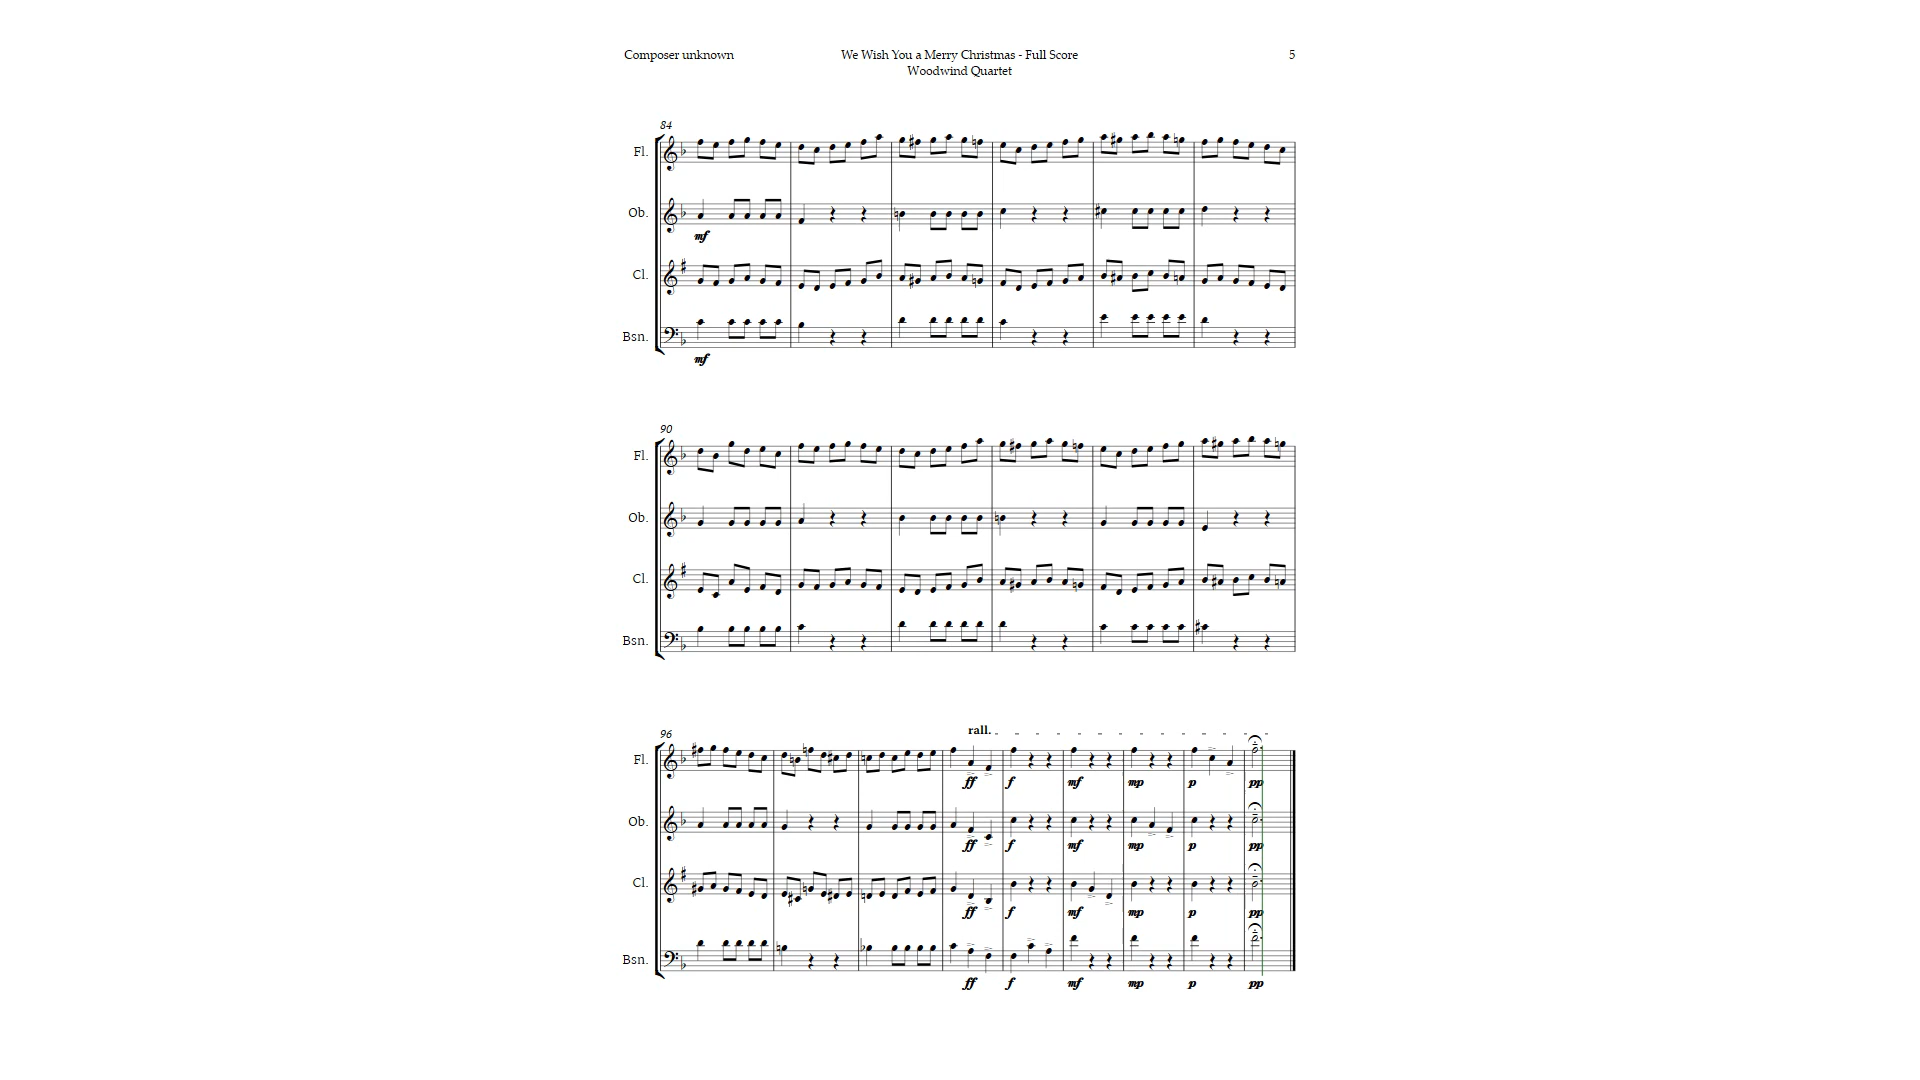 Composer unknown We Wish You a Merry Christmas - Full Score 5
Woodwind Quartet
84
Fl.
Ob.
mf
Cl.
Bsn.
mf
90
Fl.
Ob.
Cl.
Bsn.
rall.
96
Fl.
ff f mf mp p pp
Ob.
ff f mf mp p pp
Cl.
ff f mf mp p pp
Bsn.
ff f mf mp p pp